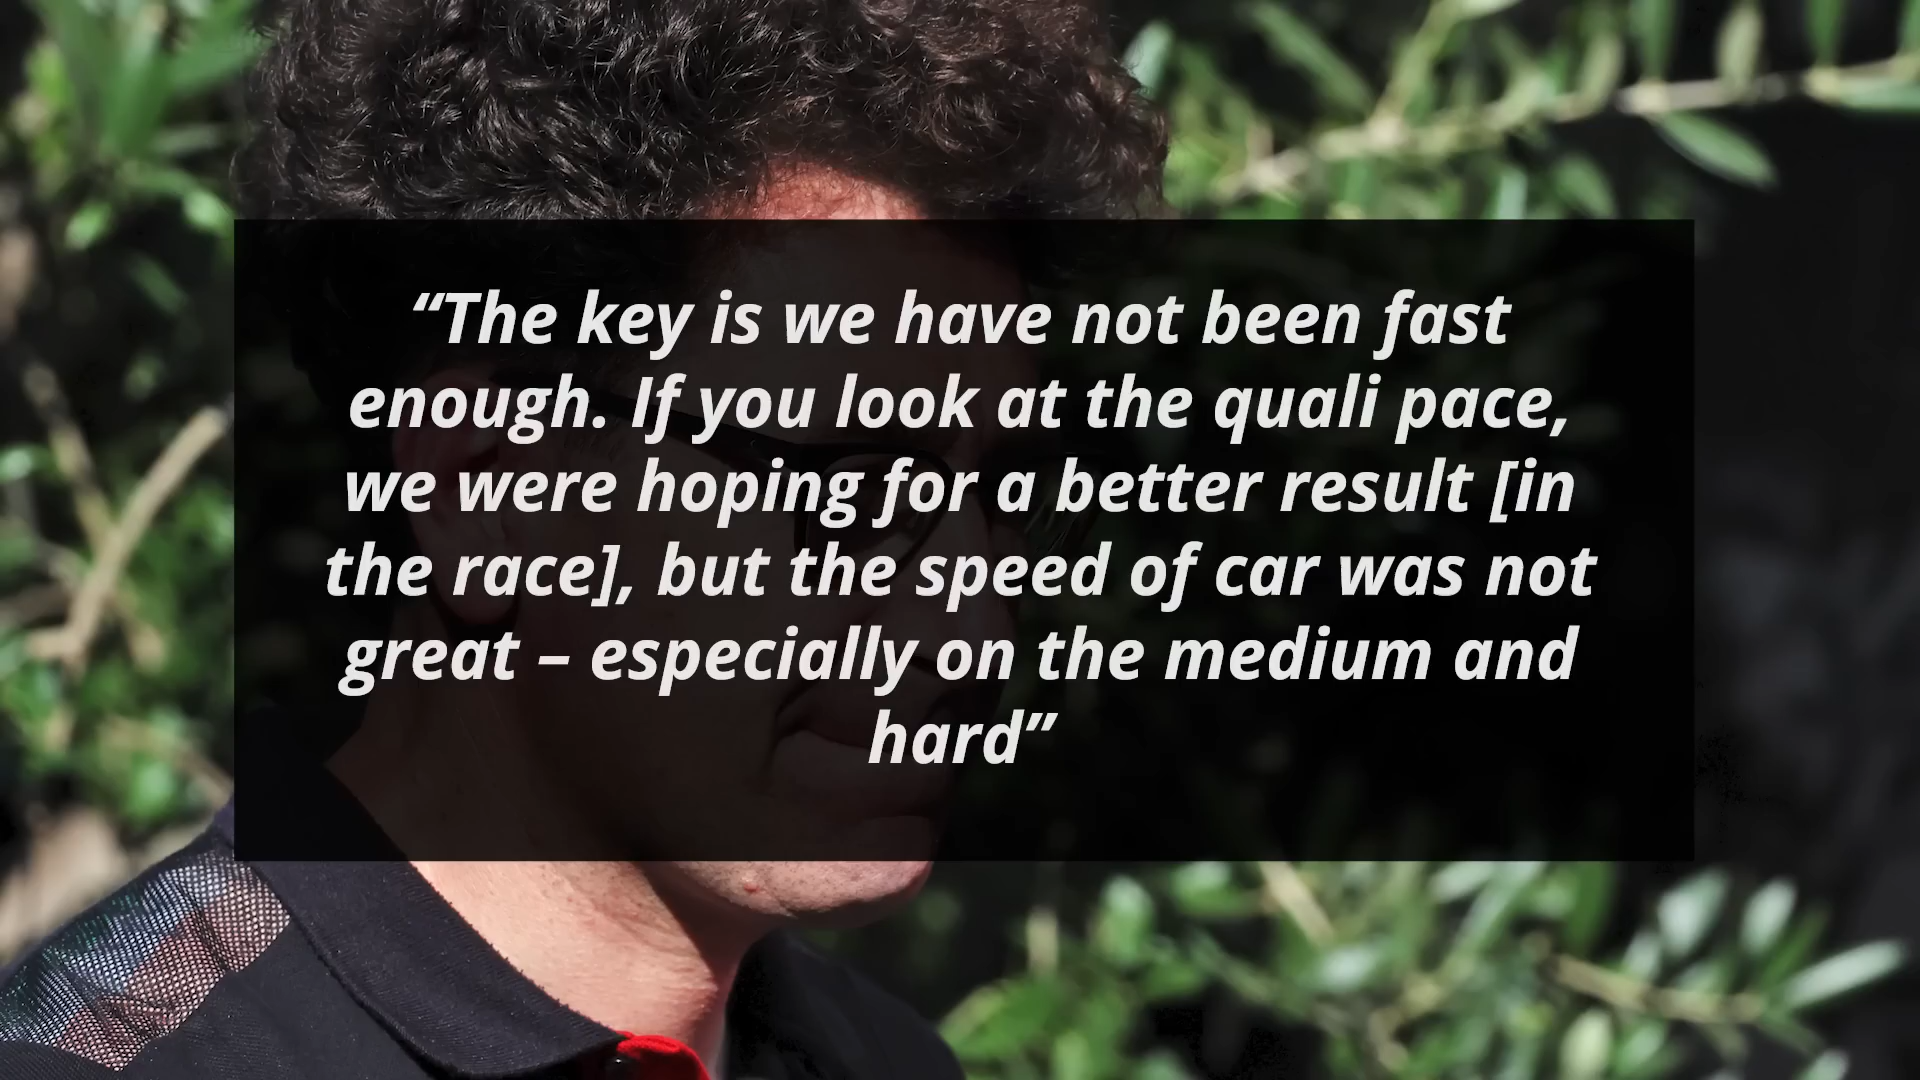 “The key is we have not been fast
enough. If you look at the quali pace,
we were hoping for a better result [in
the race], but the speed of car was not
great – especially on the medium and
hard”